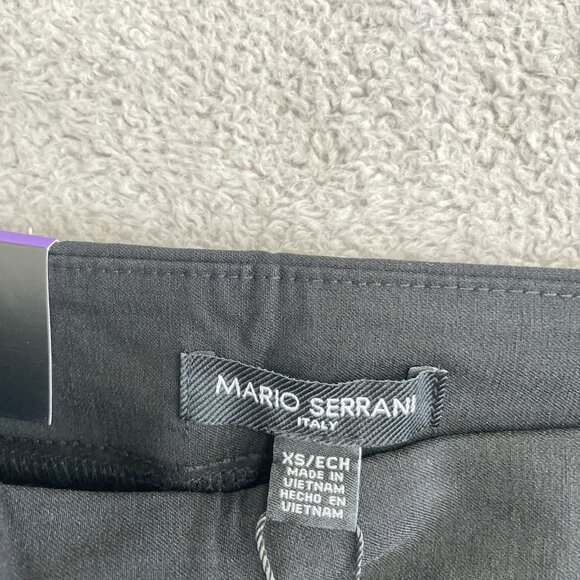 MARIO SERRANI
ITALY
XS/ECH
MADE IN
VIETNAM
HECHO EN
VIETNAM